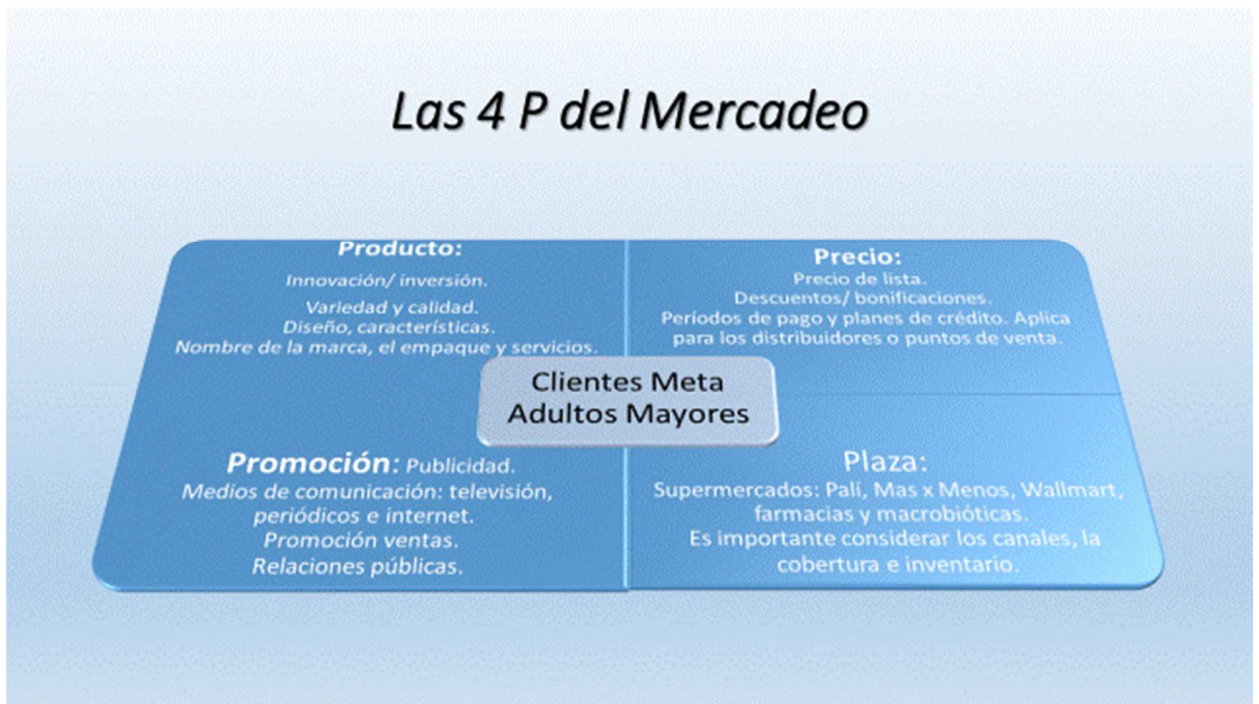 Las 4 P del Mercadeo
Producto:
Innovación/ inversión.
Variedad y calidad.
Diseño, características.
Nombre de la marca, el empaque y servicios.
Precio:
Precio de lista.
Descuentos/ bonificaciones.
Períodos de pago y planes de crédito. Aplica
para los distribuidores o puntos de venta.
Clientes Meta
Adultos Mayores
Promoción: Publicidad.
Medios de comunicación: televisión,
periódicos e internet.
Promoción ventas.
Relaciones públicas.
Plaza:
Supermercados: Palí, Mas x Menos, Wallmart,
farmacias y macrobióticas.
Es importante considerar los canales, la
cobertura e inventario.